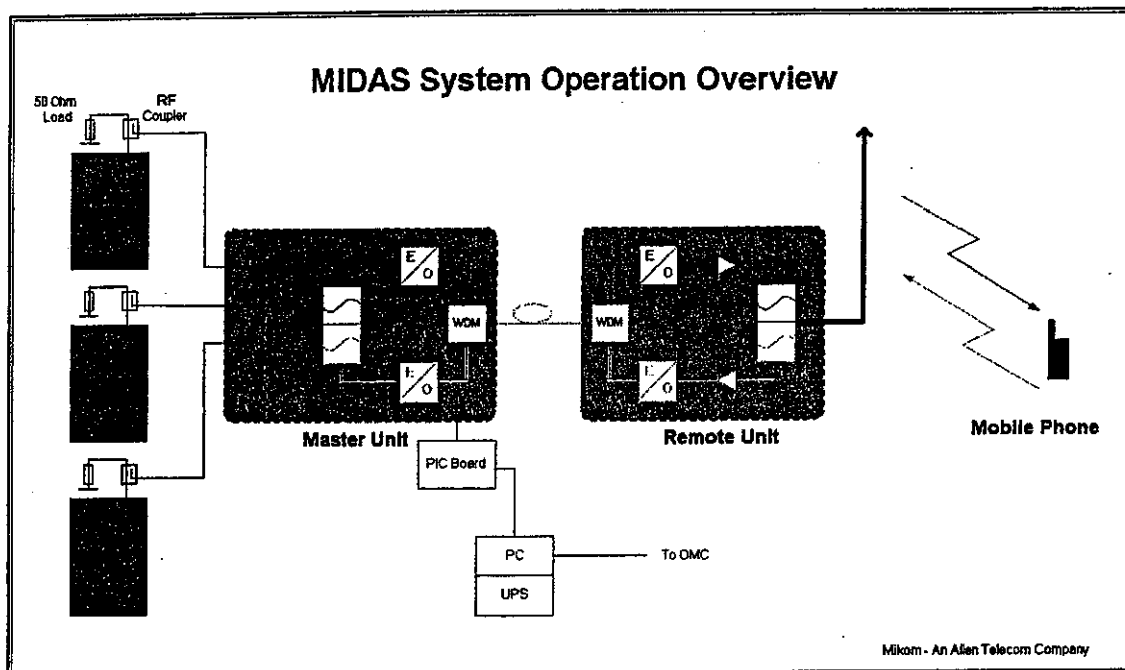 MIDAS System Operation Overview
50 Ohm
Load
RF
Coupler
E
O
E
O
WDM
WDM
E
O
E
O
Master Unit
Remote Unit
Mobile Phone
PIC Board
PC
UPS
To OMC
Mikom - An Allen Telecom Company